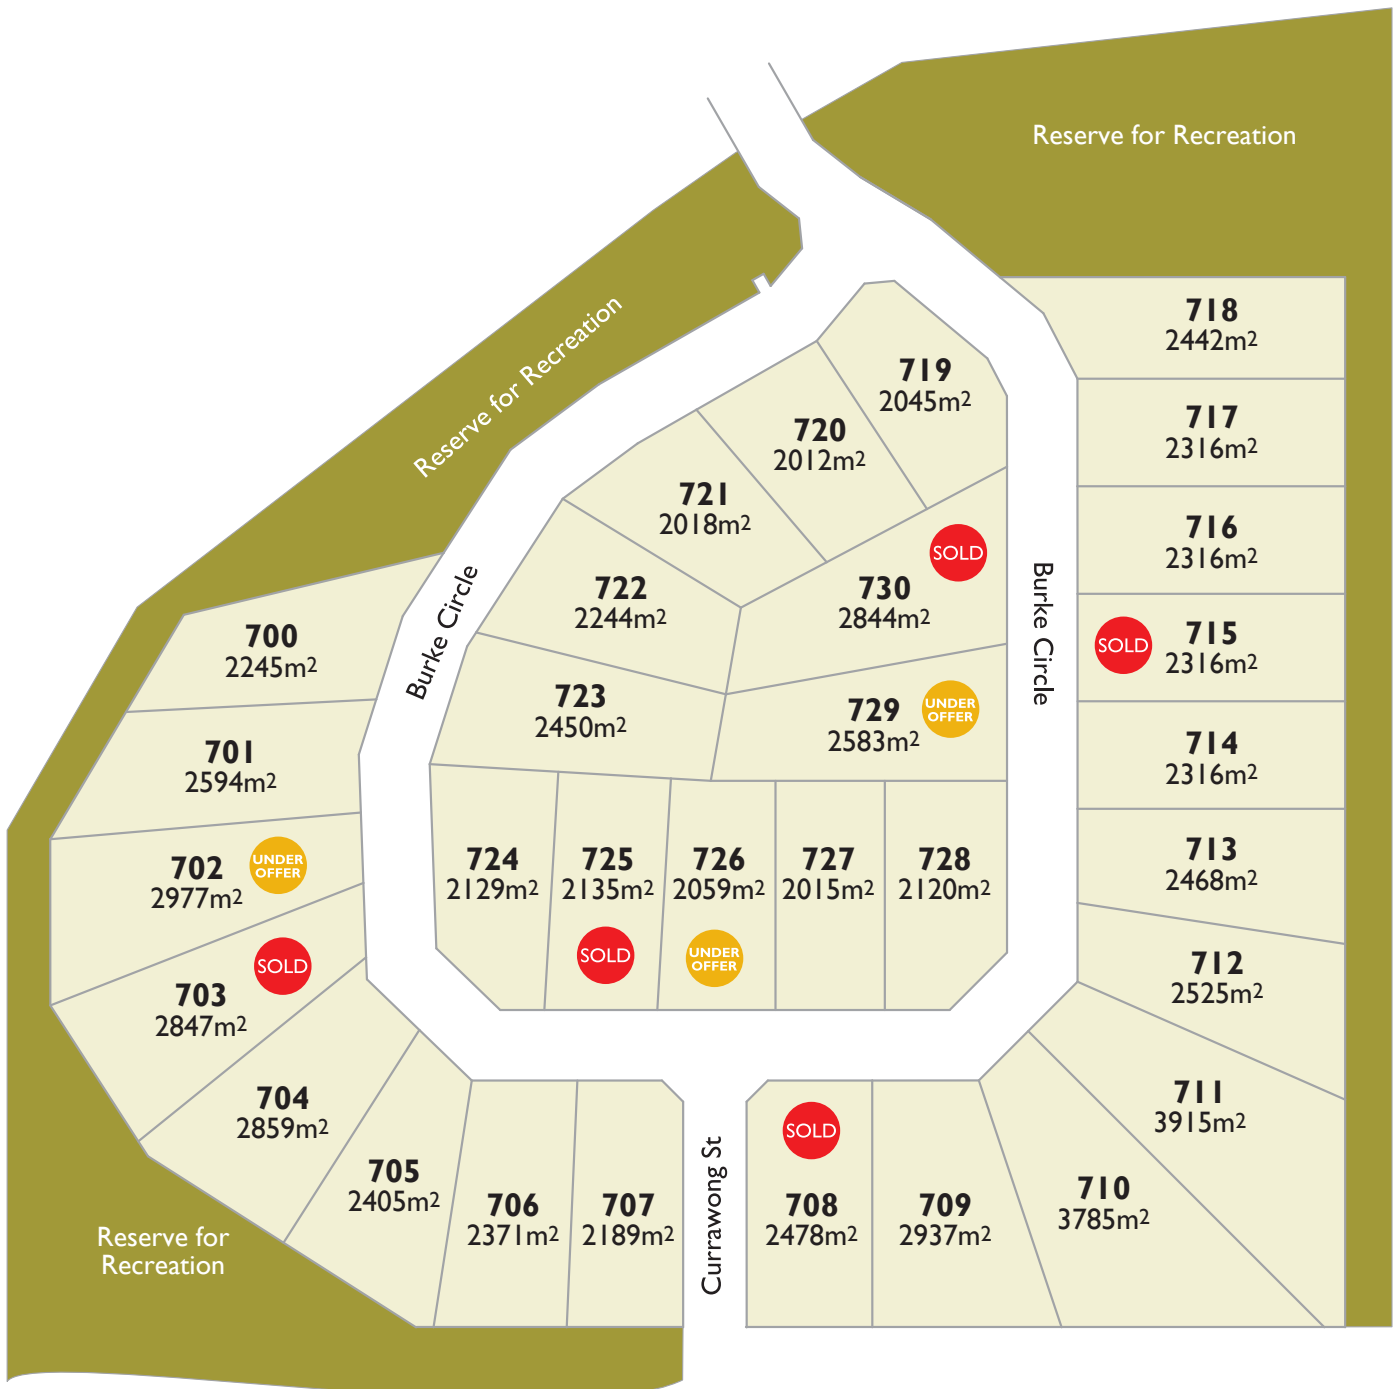 Reserve for Recreation
Reserve for Recreation
718
2442m2
719
2045m2
717
2316m2
720
2012m2
721
2018m2
716
2316m2
SOLD
730
2844m2
722
2244m2
Burke Circle
Burke Circle
700
2245m2
SOLD
715
2316m2
723
2450m2
729
2583m2
UNDER
OFFER
701
2594m2
714
2316m2
702
2977m2
UNDER
OFFER
724
2129m2
725
2135m2
SOLD
726
2059m2
UNDER
OFFER
727
2015m2
728
2120m2
713
2468m2
SOLD
703
2847m2
712
2525m2
704
2859m2
711
3915m2
705
2405m2
706
2371m2
707
2189m2
Currawong St
SOLD
708
2478m2
709
2937m2
710
3785m2
Reserve for
Recreation